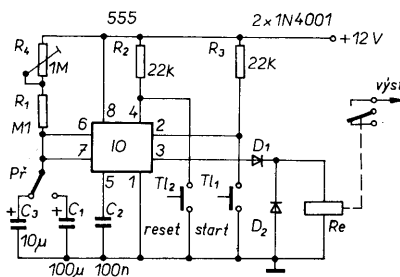 555
2×1N4001
R4
1M
R2
22K
R3
22K
+12V
výst
R1
M1
8
4
6
2
IO
7
3
5
1
D1
Př
Tl2
Tl1
D2
Re
C3
10µ
C1
100µ
C2
100n
reset
start